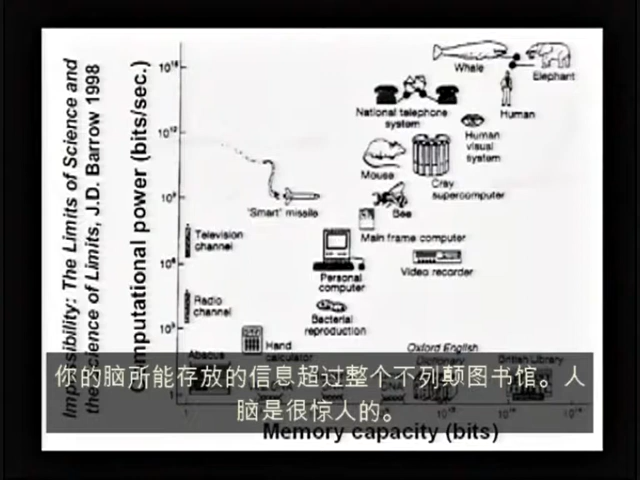 Impossibility: The Limits of Science and
the Science of Limits, J.D. Barrow 1998
Computational power (bits/sec.)
10¹²
10⁹
10⁶
10³
1
Whale
Elephant
Human
National telephone
system
Human
visual
system
Mouse
Cray
supercomputer
Bee
"Smart" missile
Main frame computer
Television
channel
Video recorder
Personal
computer
Radio
channel
Bacterial
reproduction
Hand
calculator
Abacus
Oxford English
Dictionary
British Library
你的脑所能存放的信息超过整个不列颠图书馆。人
脑是很惊人的。
Memory capacity (bits)